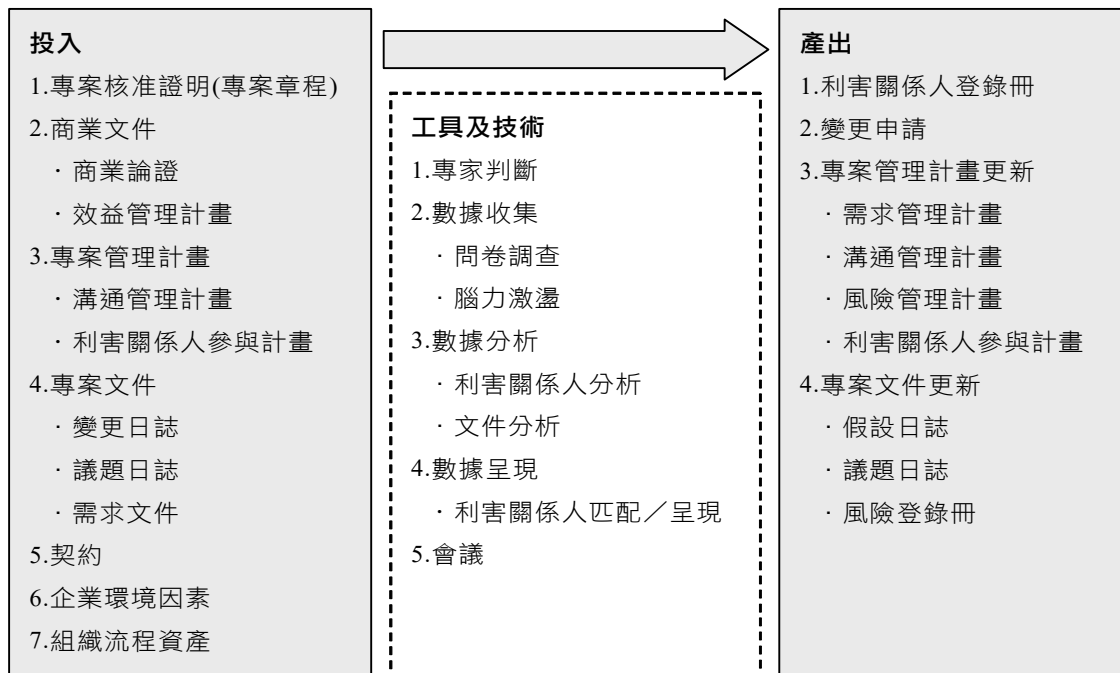 投入
1.專案核准證明(專案章程)
2.商業文件
·商業論證
·效益管理計畫
3.專案管理計畫
·溝通管理計畫
·利害關係人參與計畫
4.專案文件
·變更日誌
·議題日誌
·需求文件
5.契約
6.企業環境因素
7.組織流程資產
工具及技術
1.專家判斷
2.數據收集
·問卷調查
·腦力激盪
3.數據分析
·利害關係人分析
·文件分析
4.數據呈現
·利害關係人匹配／呈現
5.會議
產出
1.利害關係人登錄冊
2.變更申請
3.專案管理計畫更新
·需求管理計畫
·溝通管理計畫
·風險管理計畫
·利害關係人參與計畫
4.專案文件更新
·假設日誌
·議題日誌
·風險登錄冊